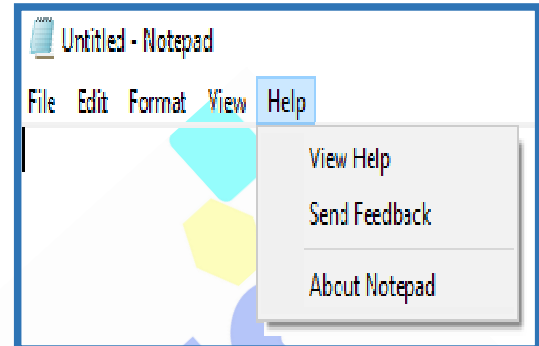 Untitled - Notepad
File Edit Format View Help
View Help
Send Feedback
About Notepad